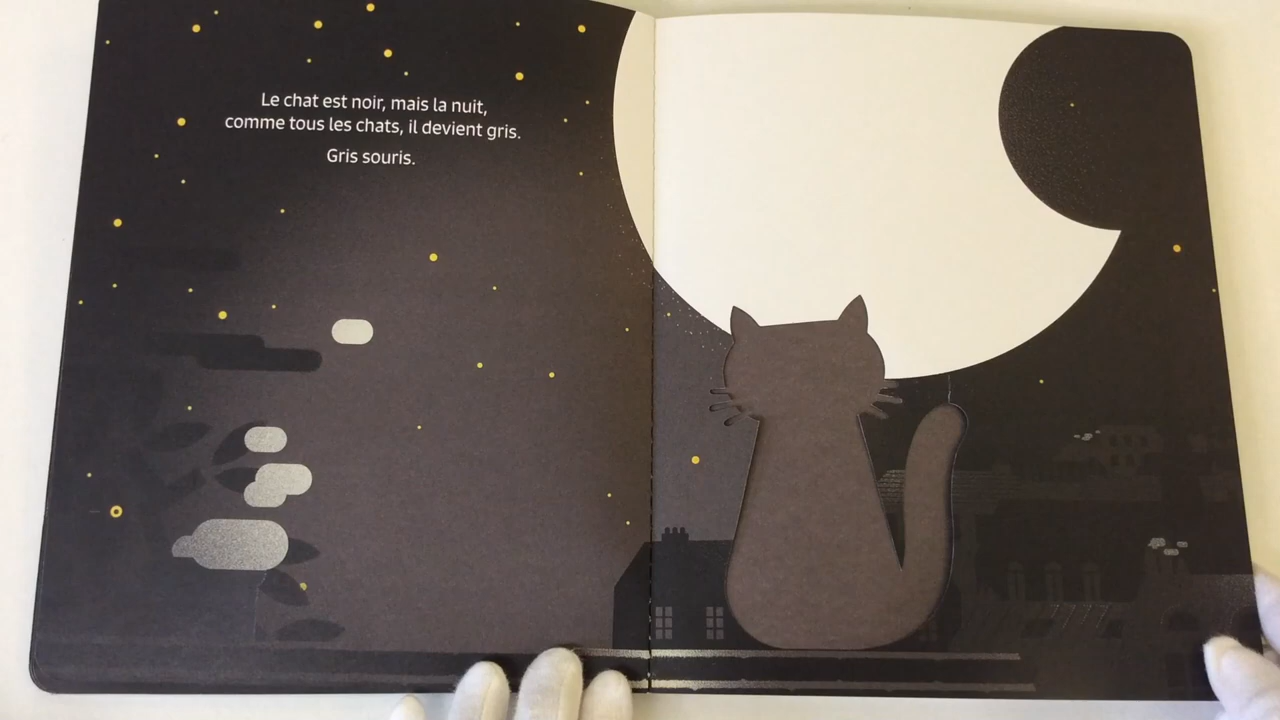 Le chat est noir, mais la nuit,
comme tous les chats, il devient gris.
Gris souris.